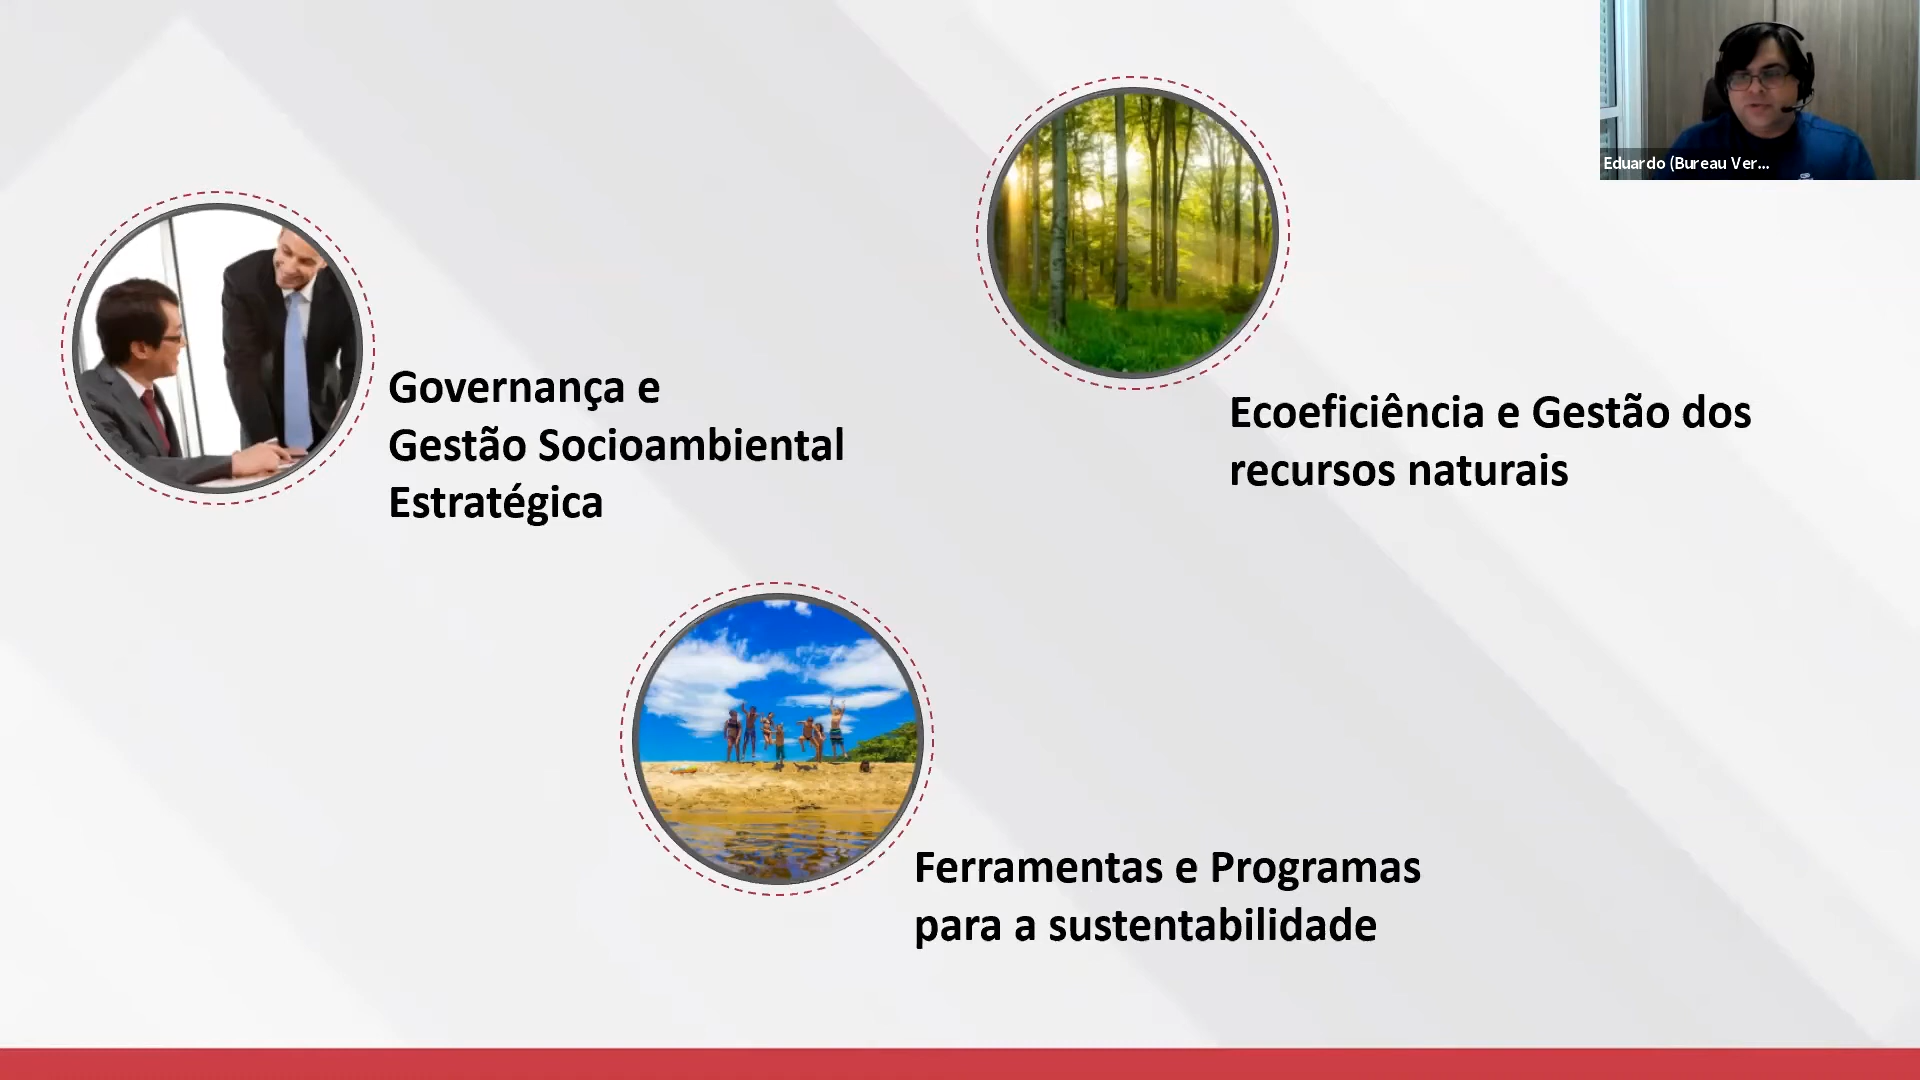 Eduardo (Bureau Ver...
Governança e
Gestão Socioambiental
Estratégica
Ecoeficiência e Gestão dos
recursos naturais
Ferramentas e Programas
para a sustentabilidade